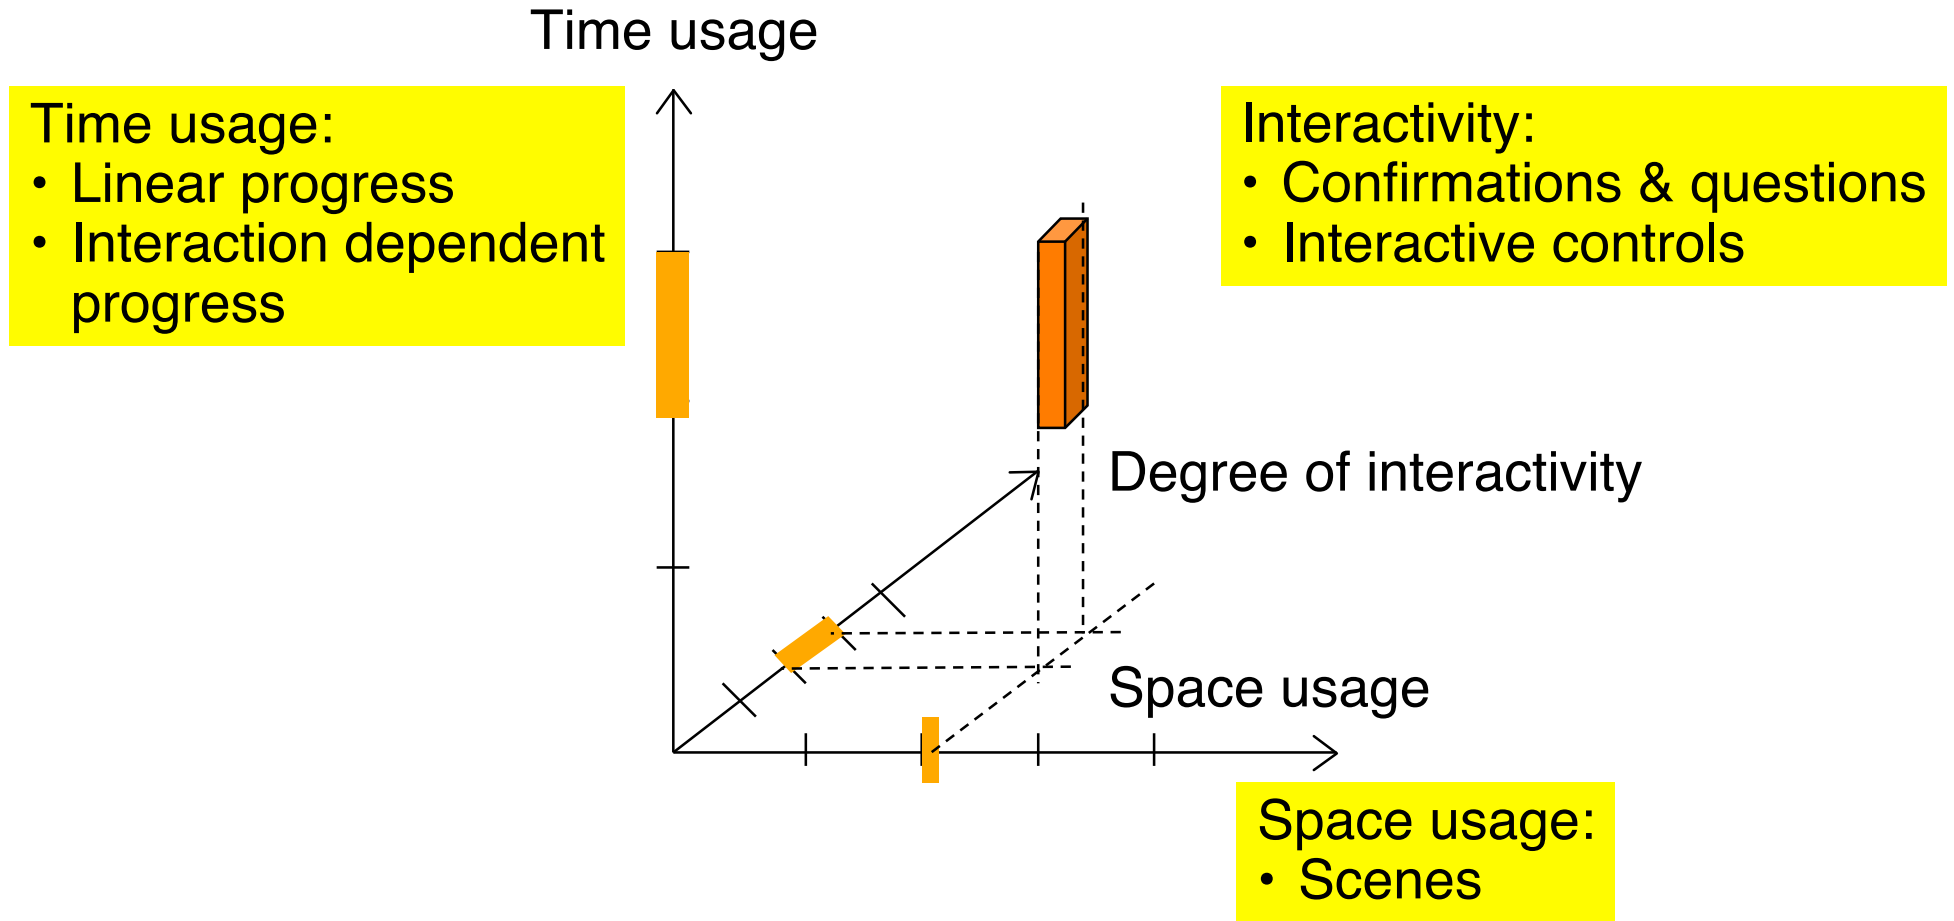 Time usage
Time usage:
• Linear progress
• Interaction dependent
progress
Interactivity:
• Confirmations & questions
• Interactive controls
Degree of interactivity
Space usage
Space usage:
• Scenes